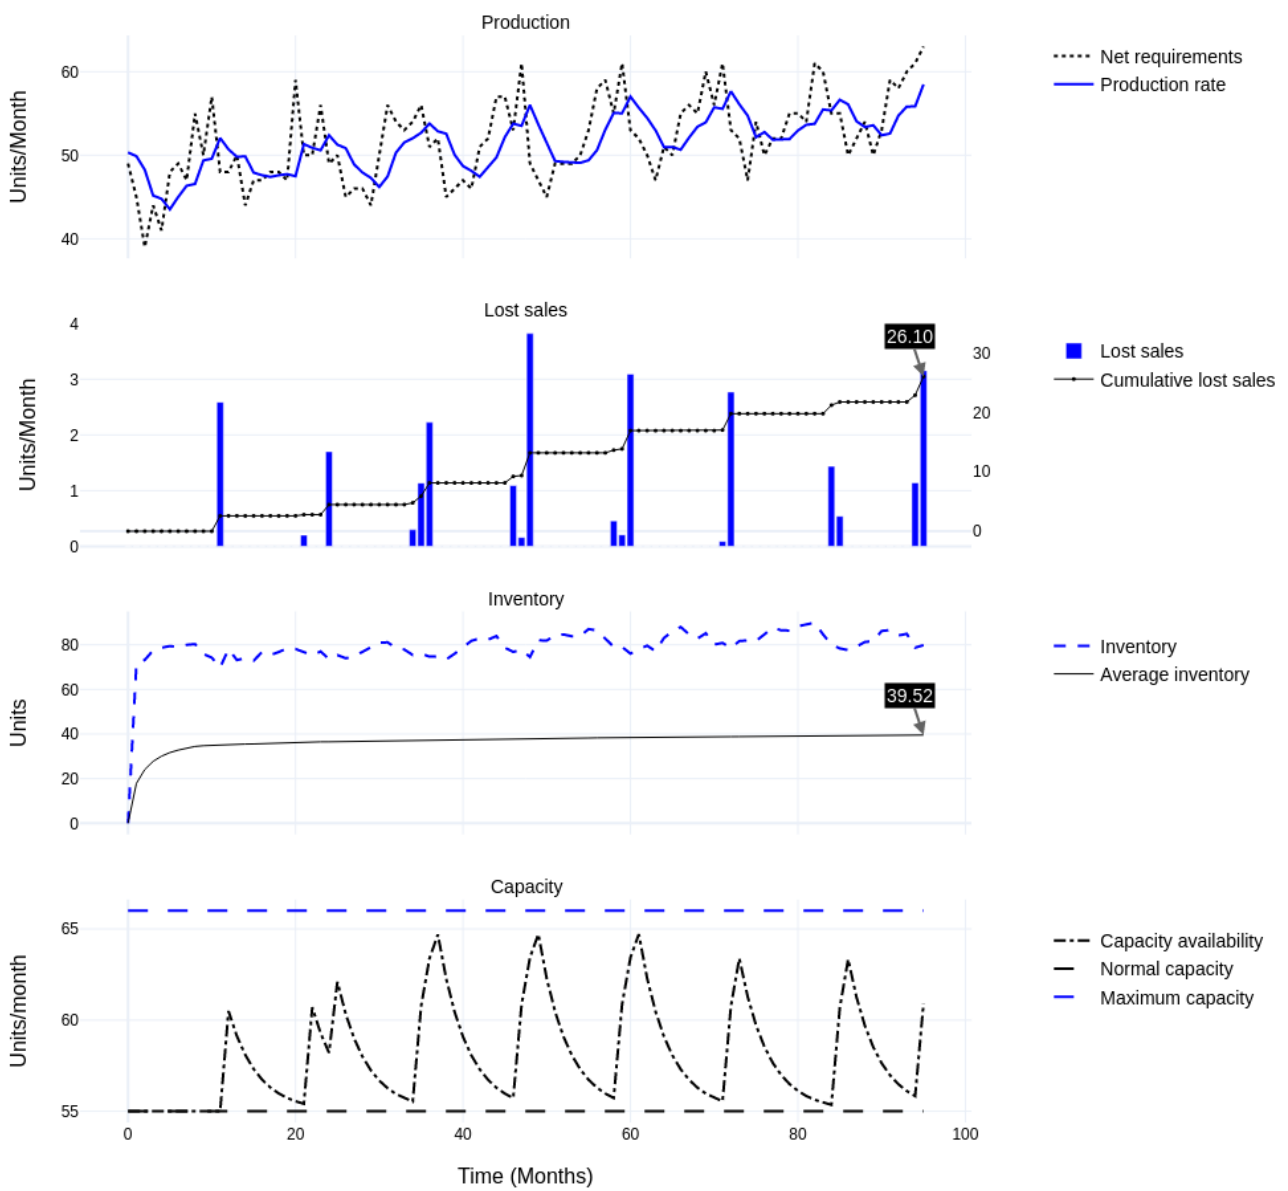 Production
60
50
40
Units/Month
Net requirements
Production rate
Lost sales
4
3
2
1
0
Units/Month
26.10
30
20
10
0
Lost sales
Cumulative lost sales
Inventory
80
60
40
20
0
Units
39.52
Inventory
Average inventory
Capacity
65
60
55
Units/month
Capacity availability
Normal capacity
Maximum capacity
0 20 40 60 80 100
Time (Months)